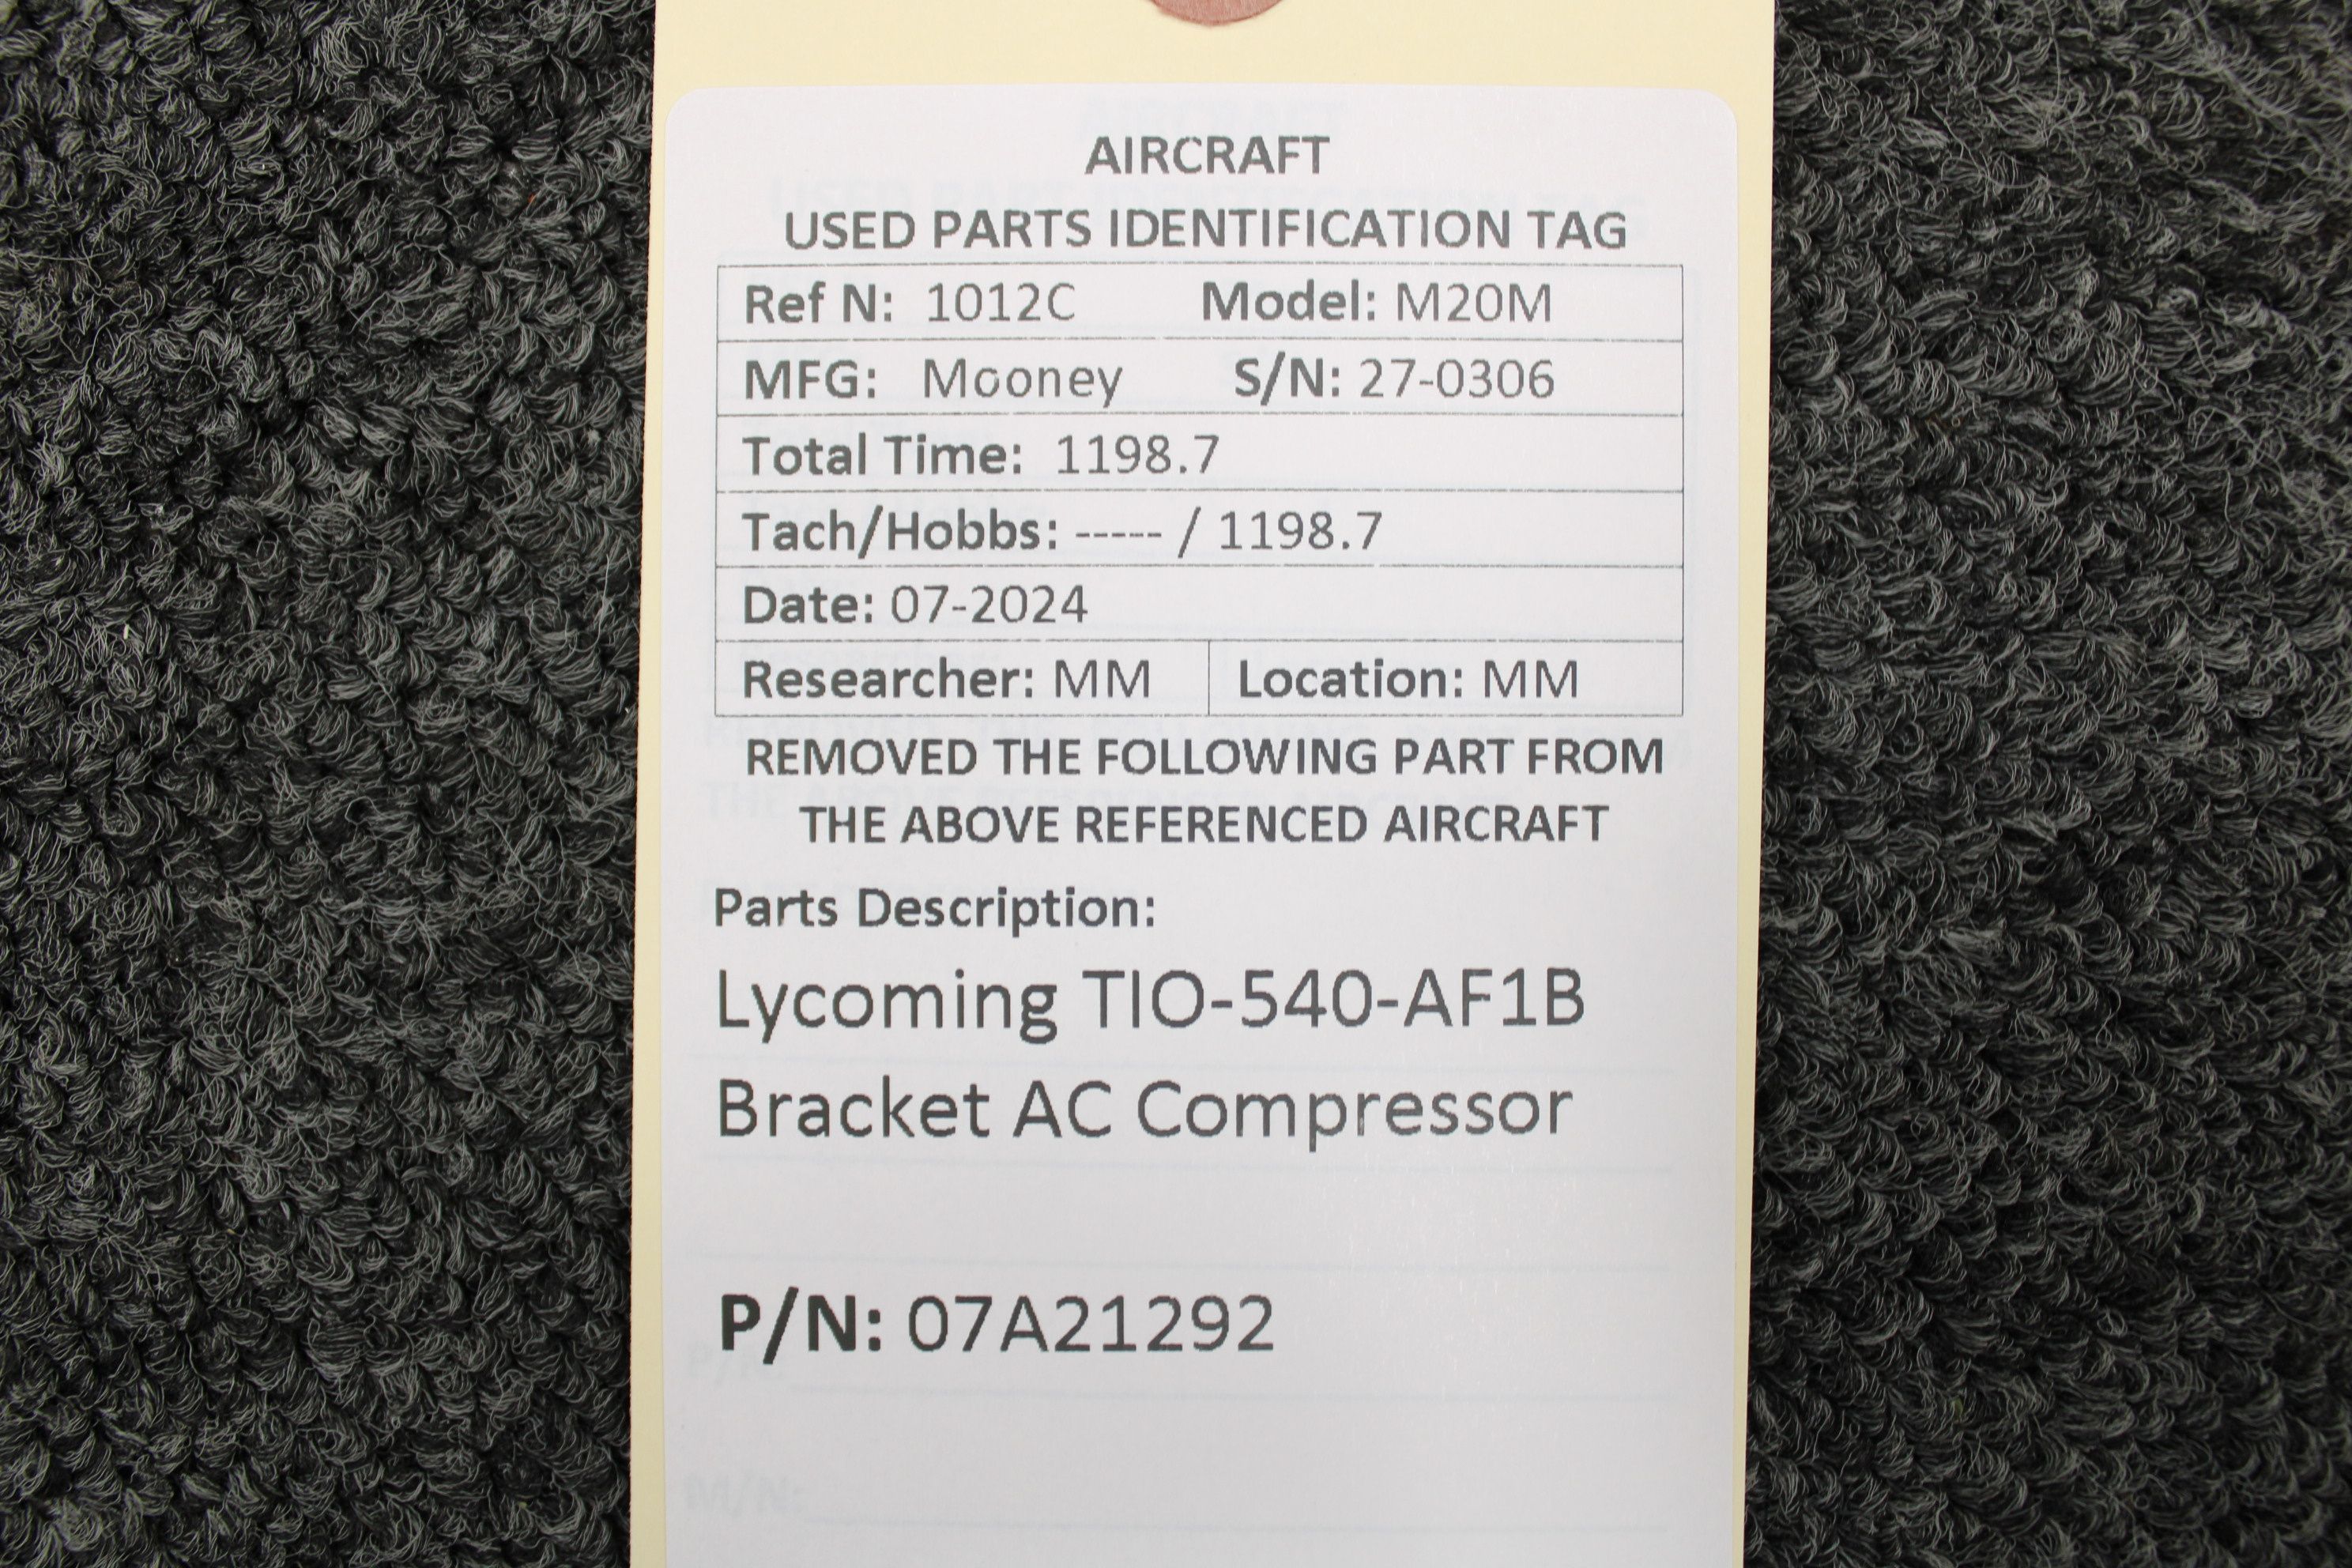 AIRCRAFT
USED PARTS IDENTIFICATION TAG
Ref N: 1012C Model: M20M
MFG: Mooney S/N: 27-0306
Total Time: 1198.7
Tach/Hobbs: ----- / 1198.7
Date: 07-2024
Researcher: MM Location: MM
REMOVED THE FOLLOWING PART FROM
THE ABOVE REFERENCED AIRCRAFT
Parts Description:
Lycoming TIO-540-AF1B
Bracket AC Compressor
P/N: 07A21292
M/N: